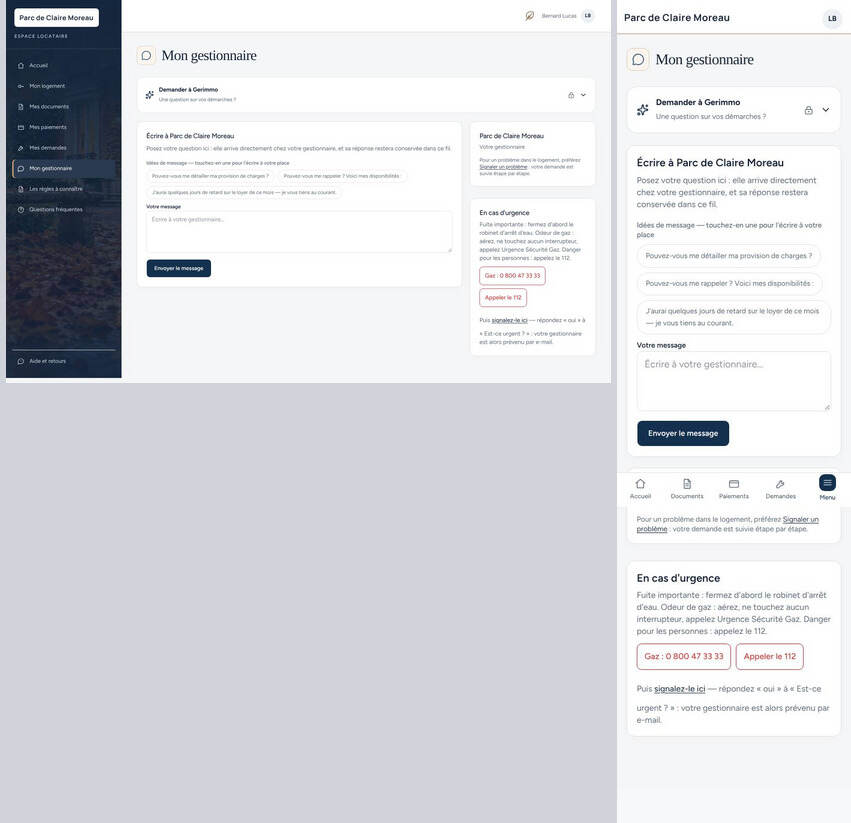 Parc de Claire Moreau
ESPACE LOCATAIRE
Accueil
Mon logement
Mes documents
Mes paiements
Mes demandes
Mon gestionnaire
Les règles à connaître
Questions fréquentes
Aide et retours
Bernard Lucas LB
Mon gestionnaire
Demander à Gerimmo
Une question sur vos démarches ?
Écrire à Parc de Claire Moreau
Posez votre question ici : elle arrive directement chez votre gestionnaire, et sa réponse restera conservée dans ce fil.
Idées de message — touchez-en une pour l'écrire à votre place
Pouvez-vous me détailler ma provision de charges ?
Pouvez-vous me rappeler ? Voici mes disponibilités :
J'aurai quelques jours de retard sur le loyer de ce mois — je vous tiens au courant.
Votre message
Écrire à votre gestionnaire…
Envoyer le message
Parc de Claire Moreau
Votre gestionnaire
Pour un problème dans le logement, préférez
Signaler un problème : votre demande est
suivie étape par étape.
En cas d'urgence
Fuite importante : fermez d'abord le
robinet d'arrêt d'eau. Odeur de gaz :
aérez, ne touchez aucun interrupteur,
appelez Urgence Sécurité Gaz. Danger
pour les personnes : appelez le 112.
Gaz : 0 800 47 33 33
Appeler le 112
Puis signalez-le ici — répondez « oui » à
« Est-ce urgent ? » : votre gestionnaire
est alors prévenu par e-mail.
Parc de Claire Moreau
LB
Mon gestionnaire
Demander à Gerimmo
Une question sur vos démarches ?
Écrire à Parc de Claire Moreau
Posez votre question ici : elle arrive directement
chez votre gestionnaire, et sa réponse restera
conservée dans ce fil.
Idées de message — touchez-en une pour l'écrire à votre
place
Pouvez-vous me détailler ma provision de charges ?
Pouvez-vous me rappeler ? Voici mes disponibilités :
J'aurai quelques jours de retard sur le loyer de ce mois
— je vous tiens au courant.
Votre message
Écrire à votre gestionnaire…
Envoyer le message
Accueil
Documents
Paiements
Demandes
Menu
Pour un problème dans le logement, préférez Signaler un
problème : votre demande est suivie étape par étape.
En cas d'urgence
Fuite importante : fermez d'abord le robinet d'arrêt
d'eau. Odeur de gaz : aérez, ne touchez aucun
interrupteur, appelez Urgence Sécurité Gaz. Danger
pour les personnes : appelez le 112.
Gaz : 0 800 47 33 33
Appeler le 112
Puis signalez-le ici — répondez « oui » à « Est-ce
urgent ? » : votre gestionnaire est alors prévenu par
e-mail.